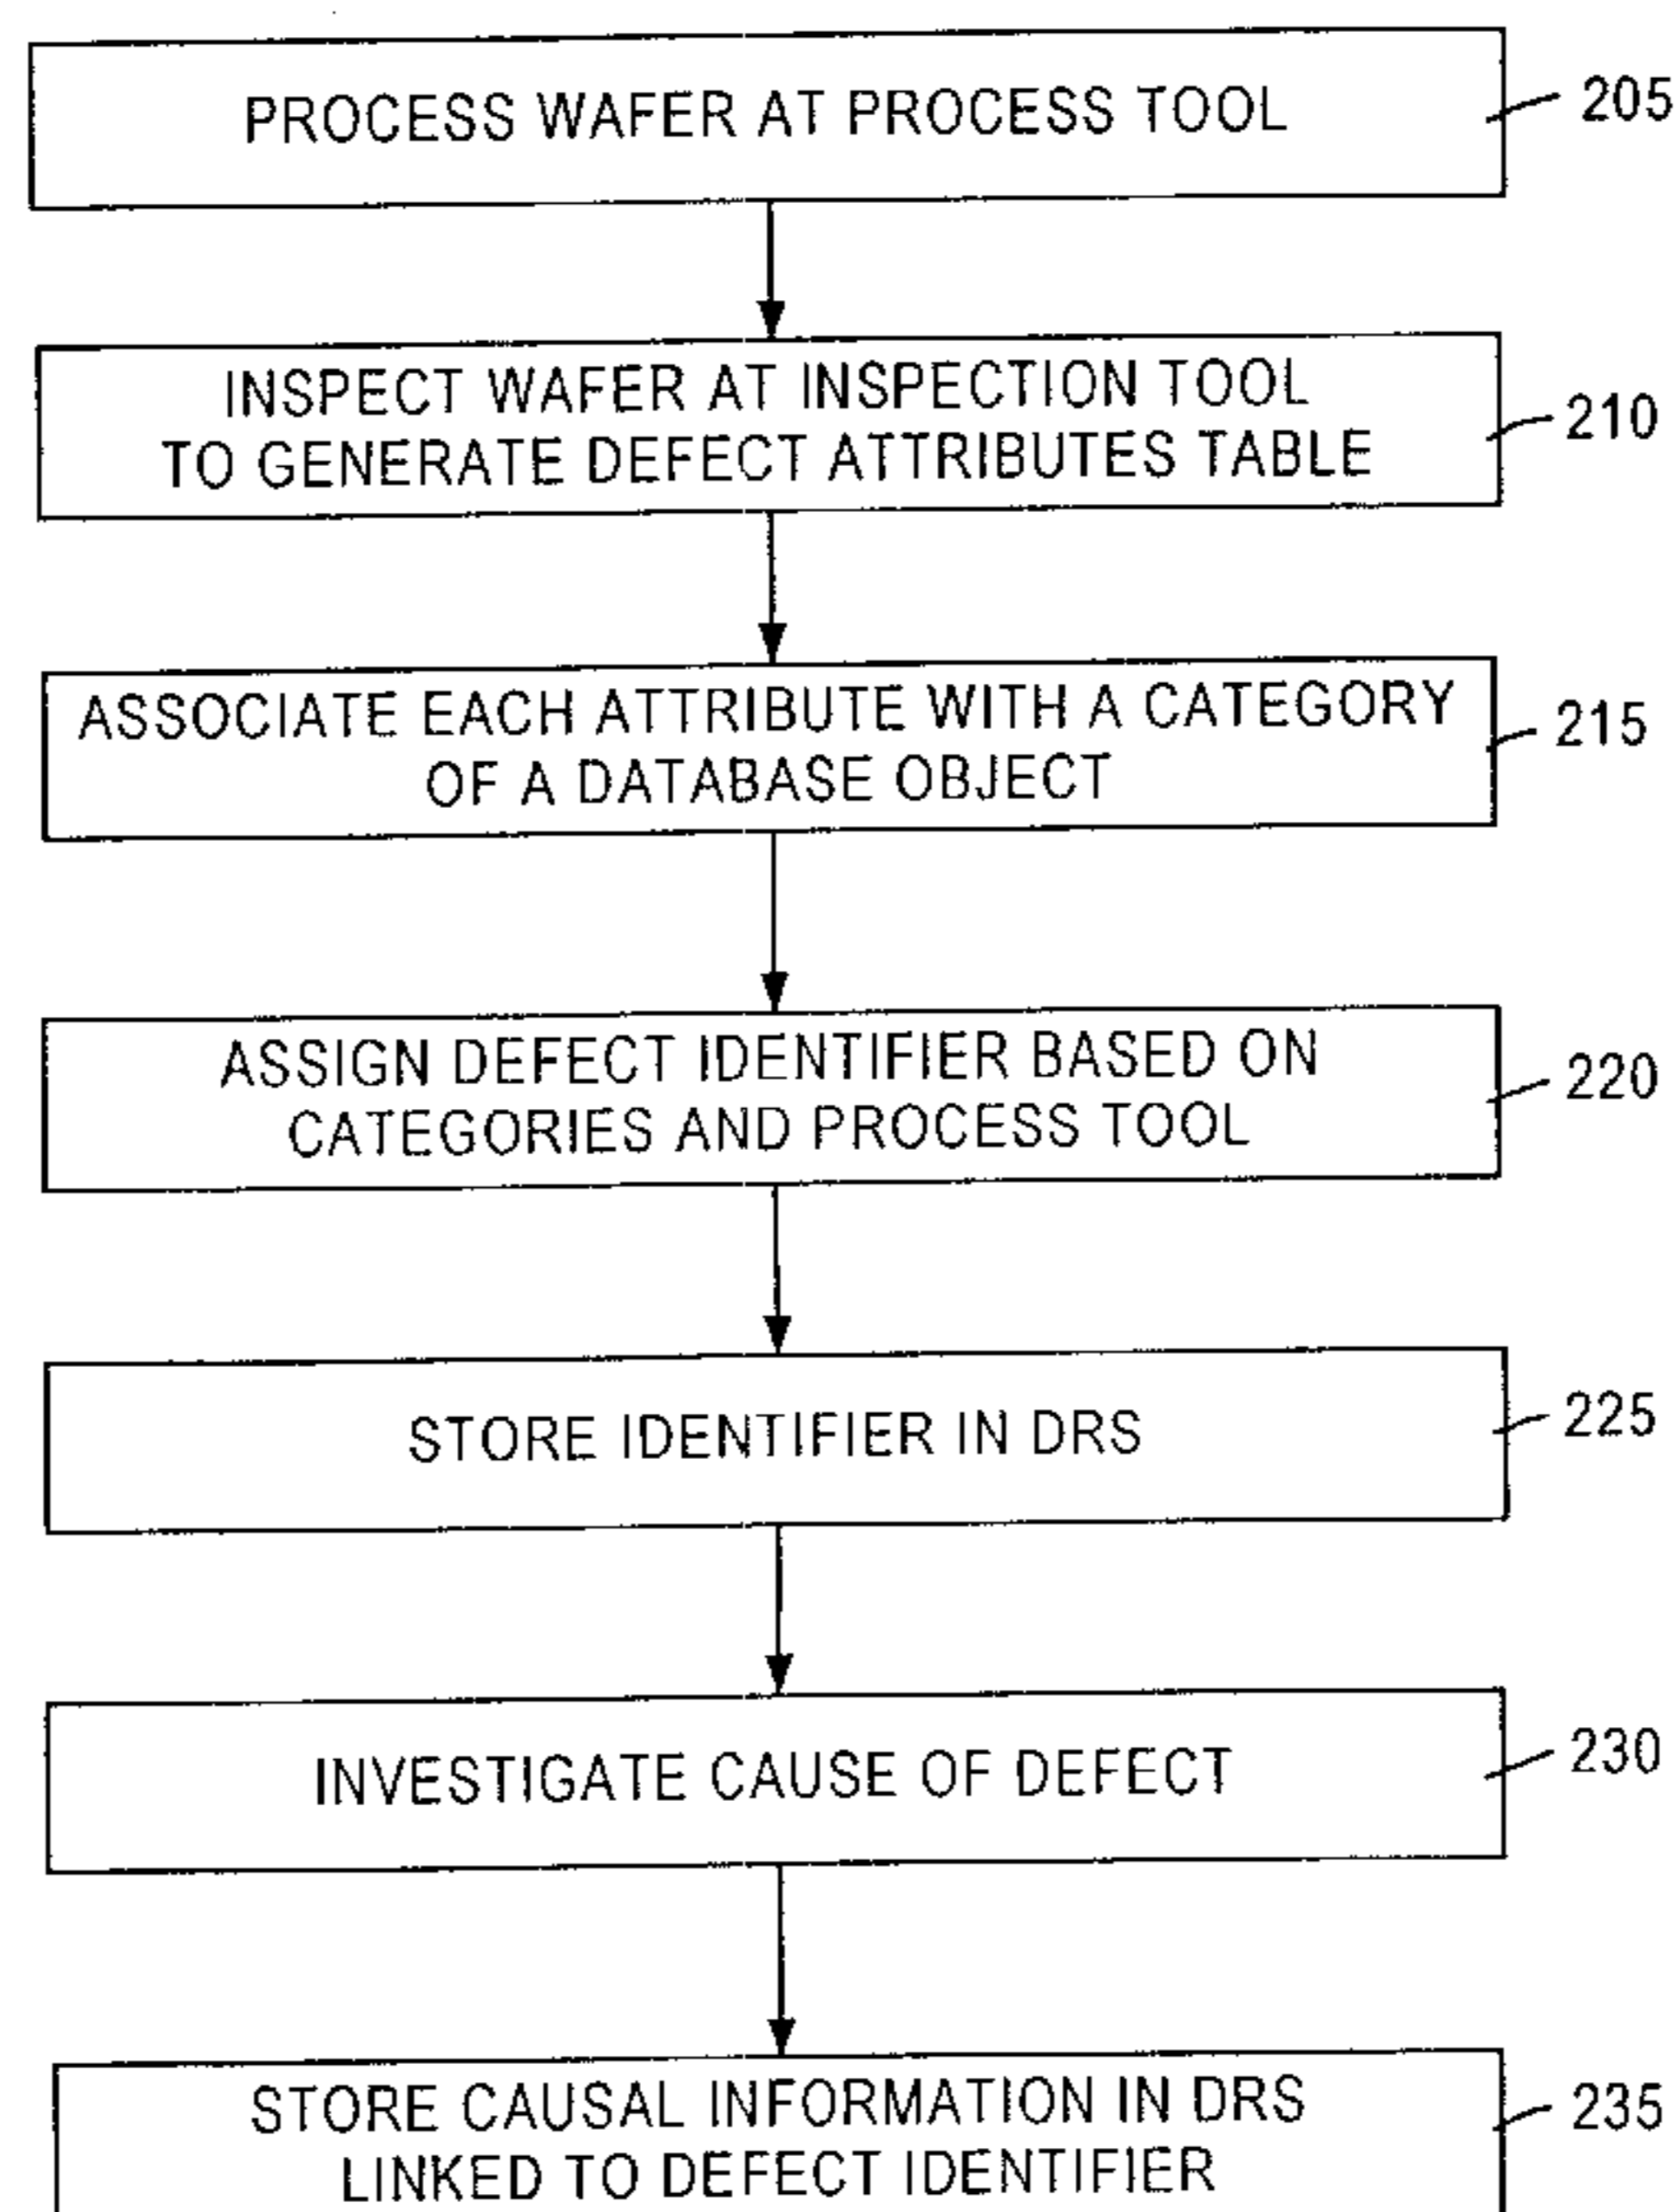 PROCESS WAFER AT PROCESS TOOL
205
INSPECT WAFER AT INSPECTION TOOL
TO GENERATE DEFECT ATTRIBUTES TABLE
210
ASSOCIATE EACH ATTRIBUTE WITH A CATEGORY
OF A DATABASE OBJECT
215
ASSIGN DEFECT IDENTIFIER BASED ON
CATEGORIES AND PROCESS TOOL
220
STORE IDENTIFIER IN DRS
225
INVESTIGATE CAUSE OF DEFECT
230
STORE CAUSAL INFORMATION IN DRS
LINKED TO DEFECT IDENTIFIER
235